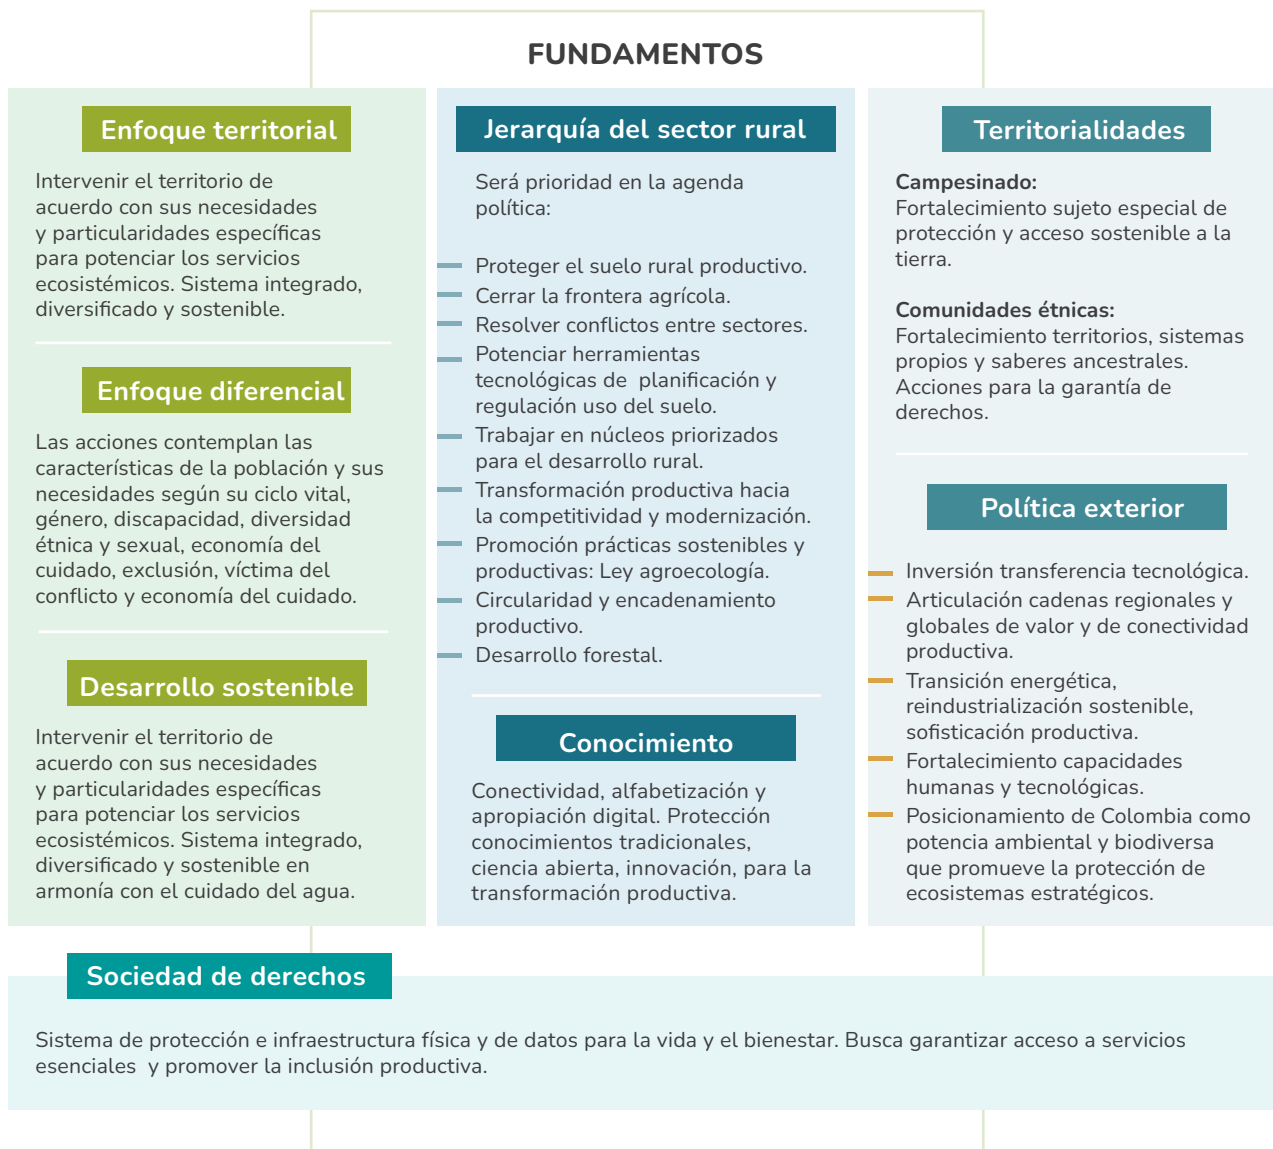 FUNDAMENTOS
Enfoque territorial
Intervenir el territorio de
acuerdo con sus necesidades
y particularidades específicas
para potenciar los servicios
ecosistémicos. Sistema integrado,
diversificado y sostenible.
Enfoque diferencial
Las acciones contemplan las
características de la población y sus
necesidades según su ciclo vital,
género, discapacidad, diversidad
étnica y sexual, economía del
cuidado, exclusión, víctima del
conflicto y economía del cuidado.
Desarrollo sostenible
Intervenir el territorio de
acuerdo con sus necesidades
y particularidades específicas
para potenciar los servicios
ecosistémicos. Sistema integrado,
diversificado y sostenible en
armonía con el cuidado del agua.
Jerarquía del sector rural
Será prioridad en la agenda
política:
Proteger el suelo rural productivo.
Cerrar la frontera agrícola.
Resolver conflictos entre sectores.
Potenciar herramientas
tecnológicas de  planificación y
regulación uso del suelo.
Trabajar en núcleos priorizados
para el desarrollo rural.
Transformación productiva hacia
la competitividad y modernización.
Promoción prácticas sostenibles y
productivas: Ley agroecología.
Circularidad y encadenamiento
productivo.
Desarrollo forestal.
Conocimiento
Conectividad, alfabetización y
apropiación digital. Protección
conocimientos tradicionales,
ciencia abierta, innovación, para la
transformación productiva.
Territorialidades
Campesinado:
Fortalecimiento sujeto especial de
protección y acceso sostenible a la
tierra.
Comunidades étnicas:
Fortalecimiento territorios, sistemas
propios y saberes ancestrales.
Acciones para la garantía de
derechos.
Política exterior
Inversión transferencia tecnológica.
Articulación cadenas regionales y
globales de valor y de conectividad
productiva.
Transición energética,
reindustrialización sostenible,
sofisticación productiva.
Fortalecimiento capacidades
humanas y tecnológicas.
Posicionamiento de Colombia como
potencia ambiental y biodiversa
que promueve la protección de
ecosistemas estratégicos.
Sociedad de derechos
Sistema de protección e infraestructura física y de datos para la vida y el bienestar. Busca garantizar acceso a servicios
esenciales  y promover la inclusión productiva.